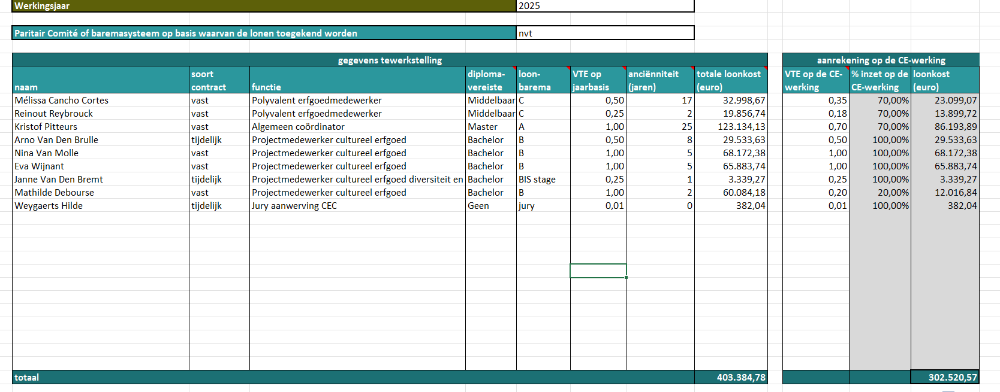 Werkingsjaar 2025
Paritair Comité of baremasysteem op basis waarvan de lonen toegekend worden nvt
gegevens tewerkstelling aanrekening op de CE-werking
naam soort contract functie diploma-vereiste loon-barema VTE op jaarbasis anciënniteit (jaren) totale loonkost (euro) VTE op de CE-werking % inzet op de CE-werking loonkost (euro)
Mélissa Cancho Cortes vast Polyvalent erfgoedmedewerker Middelbaar C 0,50 17 32.998,67 0,35 70,00% 23.099,07
Reinout Reybrouck vast Polyvalent erfgoedmedewerker Middelbaar C 0,25 2 19.856,74 0,18 70,00% 13.899,72
Kristof Pitteurs vast Algemeen coördinator Master A 1,00 25 123.134,13 0,70 70,00% 86.193,89
Arno Van Den Brulle tijdelijk Projectmedewerker cultureel erfgoed Bachelor B 0,50 8 29.533,63 0,50 100,00% 29.533,63
Nina Van Molle vast Projectmedewerker cultureel erfgoed Bachelor B 1,00 5 68.172,38 1,00 100,00% 68.172,38
Eva Wijnant vast Projectmedewerker cultureel erfgoed Bachelor B 1,00 5 65.883,74 1,00 100,00% 65.883,74
Janne Van Den Bremt tijdelijk Projectmedewerker cultureel erfgoed diversiteit en Bachelor BIS stage 0,25 1 3.339,27 0,25 100,00% 3.339,27
Mathilde Debourse vast Projectmedewerker cultureel erfgoed Bachelor B 1,00 2 60.084,18 0,20 20,00% 12.016,84
Weygaerts Hilde tijdelijk Jury aanwerving CEC Geen jury 0,01 0 382,04 0,01 100,00% 382,04
totaal 403.384,78 302.520,57